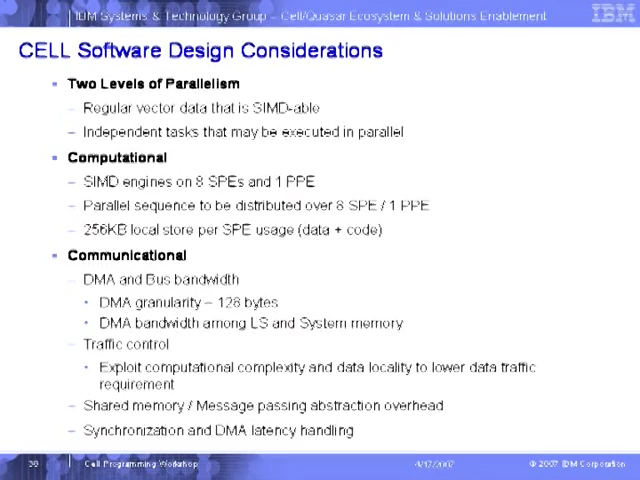 IBM Systems & Technology Group – Cell/Quasar Ecosystem & Solutions Enablement
IBM
CELL Software Design Considerations
Two Levels of Parallelism
– Regular vector data that is SIMD-able
– Independent tasks that may be executed in parallel
Computational
– SIMD engines on 8 SPEs and 1 PPE
– Parallel sequence to be distributed over 8 SPE / 1 PPE
– 256KB local store per SPE usage (data + code)
Communicational
– DMA and Bus bandwidth
• DMA granularity – 128 bytes
• DMA bandwidth among LS and System memory
– Traffic control
• Exploit computational complexity and data locality to lower data traffic
requirement
– Shared memory / Message passing abstraction overhead
– Synchronization and DMA latency handling
Cell Programming Workshop
© 2007 IBM Corporation